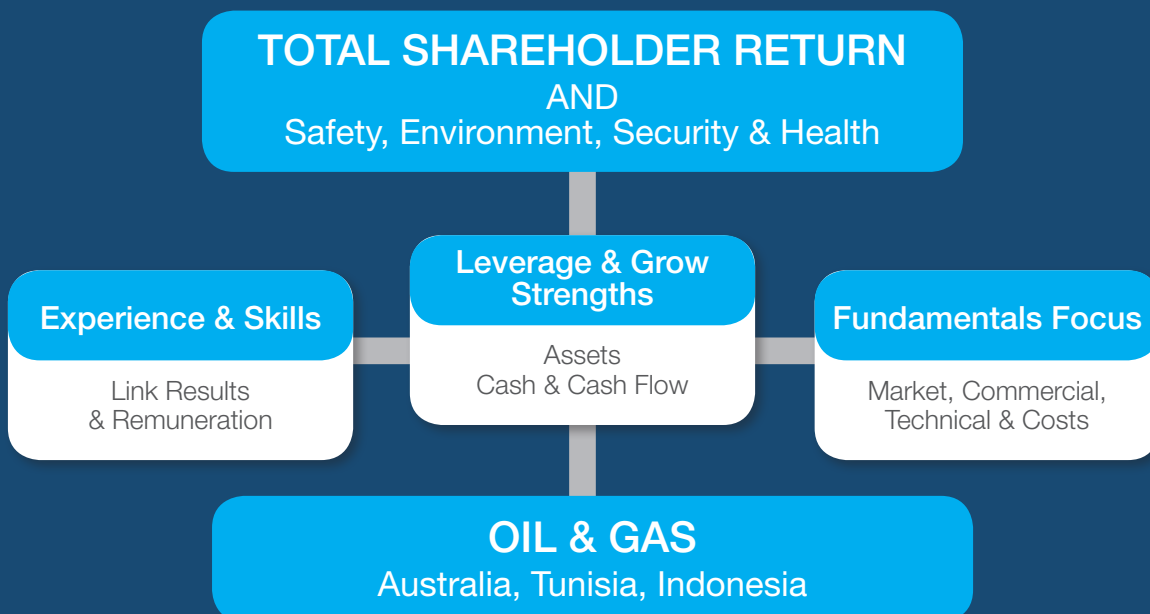 TOTAL SHAREHOLDER RETURN
AND
Safety, Environment, Security & Health
Experience & Skills
Link Results
& Remuneration
Leverage & Grow
Strengths
Assets
Cash & Cash Flow
Fundamentals Focus
Market, Commercial,
Technical & Costs
OIL & GAS
Australia, Tunisia, Indonesia